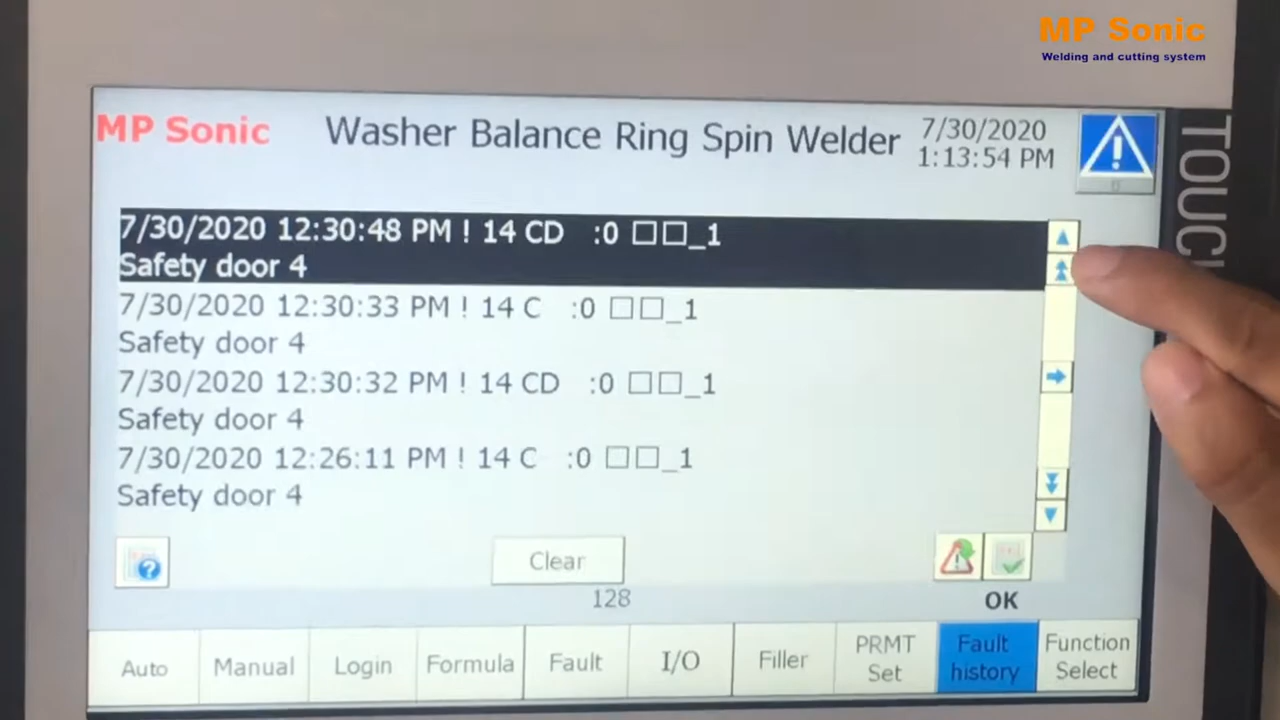 MP Sonic
Welding and cutting system
MP Sonic Washer Balance Ring Spin Welder 7/30/2020
1:13:54 PM
TOUC
7/30/2020 12:30:48 PM ! 14 CD :0 □□_1
Safety door 4
7/30/2020 12:30:33 PM ! 14 C :0 □□_1
Safety door 4
7/30/2020 12:30:32 PM ! 14 CD :0 □□_1
Safety door 4
7/30/2020 12:26:11 PM ! 14 C :0 □□_1
Safety door 4
Clear
128
OK
Auto Manual Login Formula Fault I/O Filler PRMT Set Fault history Function Select